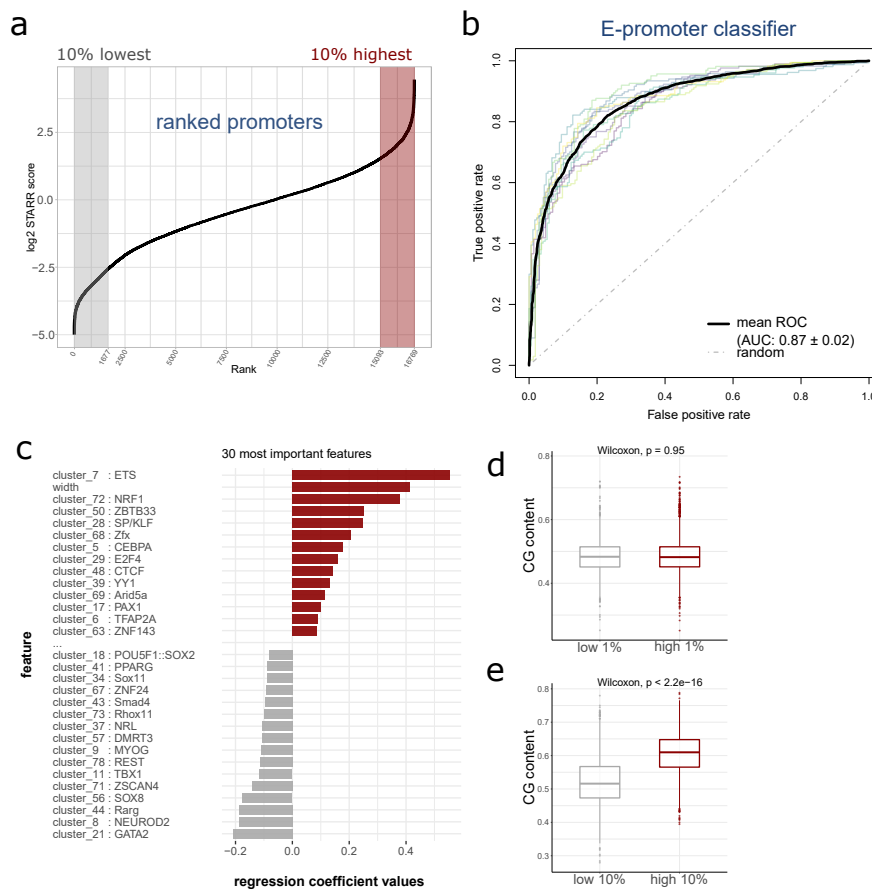 a
10% lowest
10% highest
ranked promoters
log2 STARR score
2.5
0.0
−2.5
−5.0
0
1677
2500
5000
7500
10000
12500
15093
16769
Rank
b
E-promoter classifier
True positive rate
1.0
0.8
0.6
0.4
0.2
0.0
mean ROC
(AUC: 0.87 ± 0.02)
random
0.0 0.2 0.4 0.6 0.8 1.0
False positive rate
c
30 most important features
feature
cluster_7 : ETS
width
cluster_72 : NRF1
cluster_50 : ZBTB33
cluster_28 : SP/KLF
cluster_68 : Zfx
cluster_5 : CEBPA
cluster_29 : E2F4
cluster_48 : CTCF
cluster_39 : YY1
cluster_69 : Arid5a
cluster_17 : PAX1
cluster_6 : TFAP2A
cluster_63 : ZNF143
...
cluster_18 : POU5F1::SOX2
cluster_41 : PPARG
cluster_34 : Sox11
cluster_67 : ZNF24
cluster_43 : Smad4
cluster_73 : Rhox11
cluster_37 : NRL
cluster_57 : DMRT3
cluster_9 : MYOG
cluster_78 : REST
cluster_11 : TBX1
cluster_71 : ZSCAN4
cluster_56 : SOX8
cluster_44 : Rarg
cluster_8 : NEUROD2
cluster_21 : GATA2
−0.2 0.0 0.2 0.4
regression coefficient values
d
Wilcoxon, p = 0.95
CG content
0.8
0.6
0.4
low 1% high 1%
e
Wilcoxon, p < 2.2e−16
CG content
0.8
0.7
0.6
0.5
0.4
0.3
low 10% high 10%